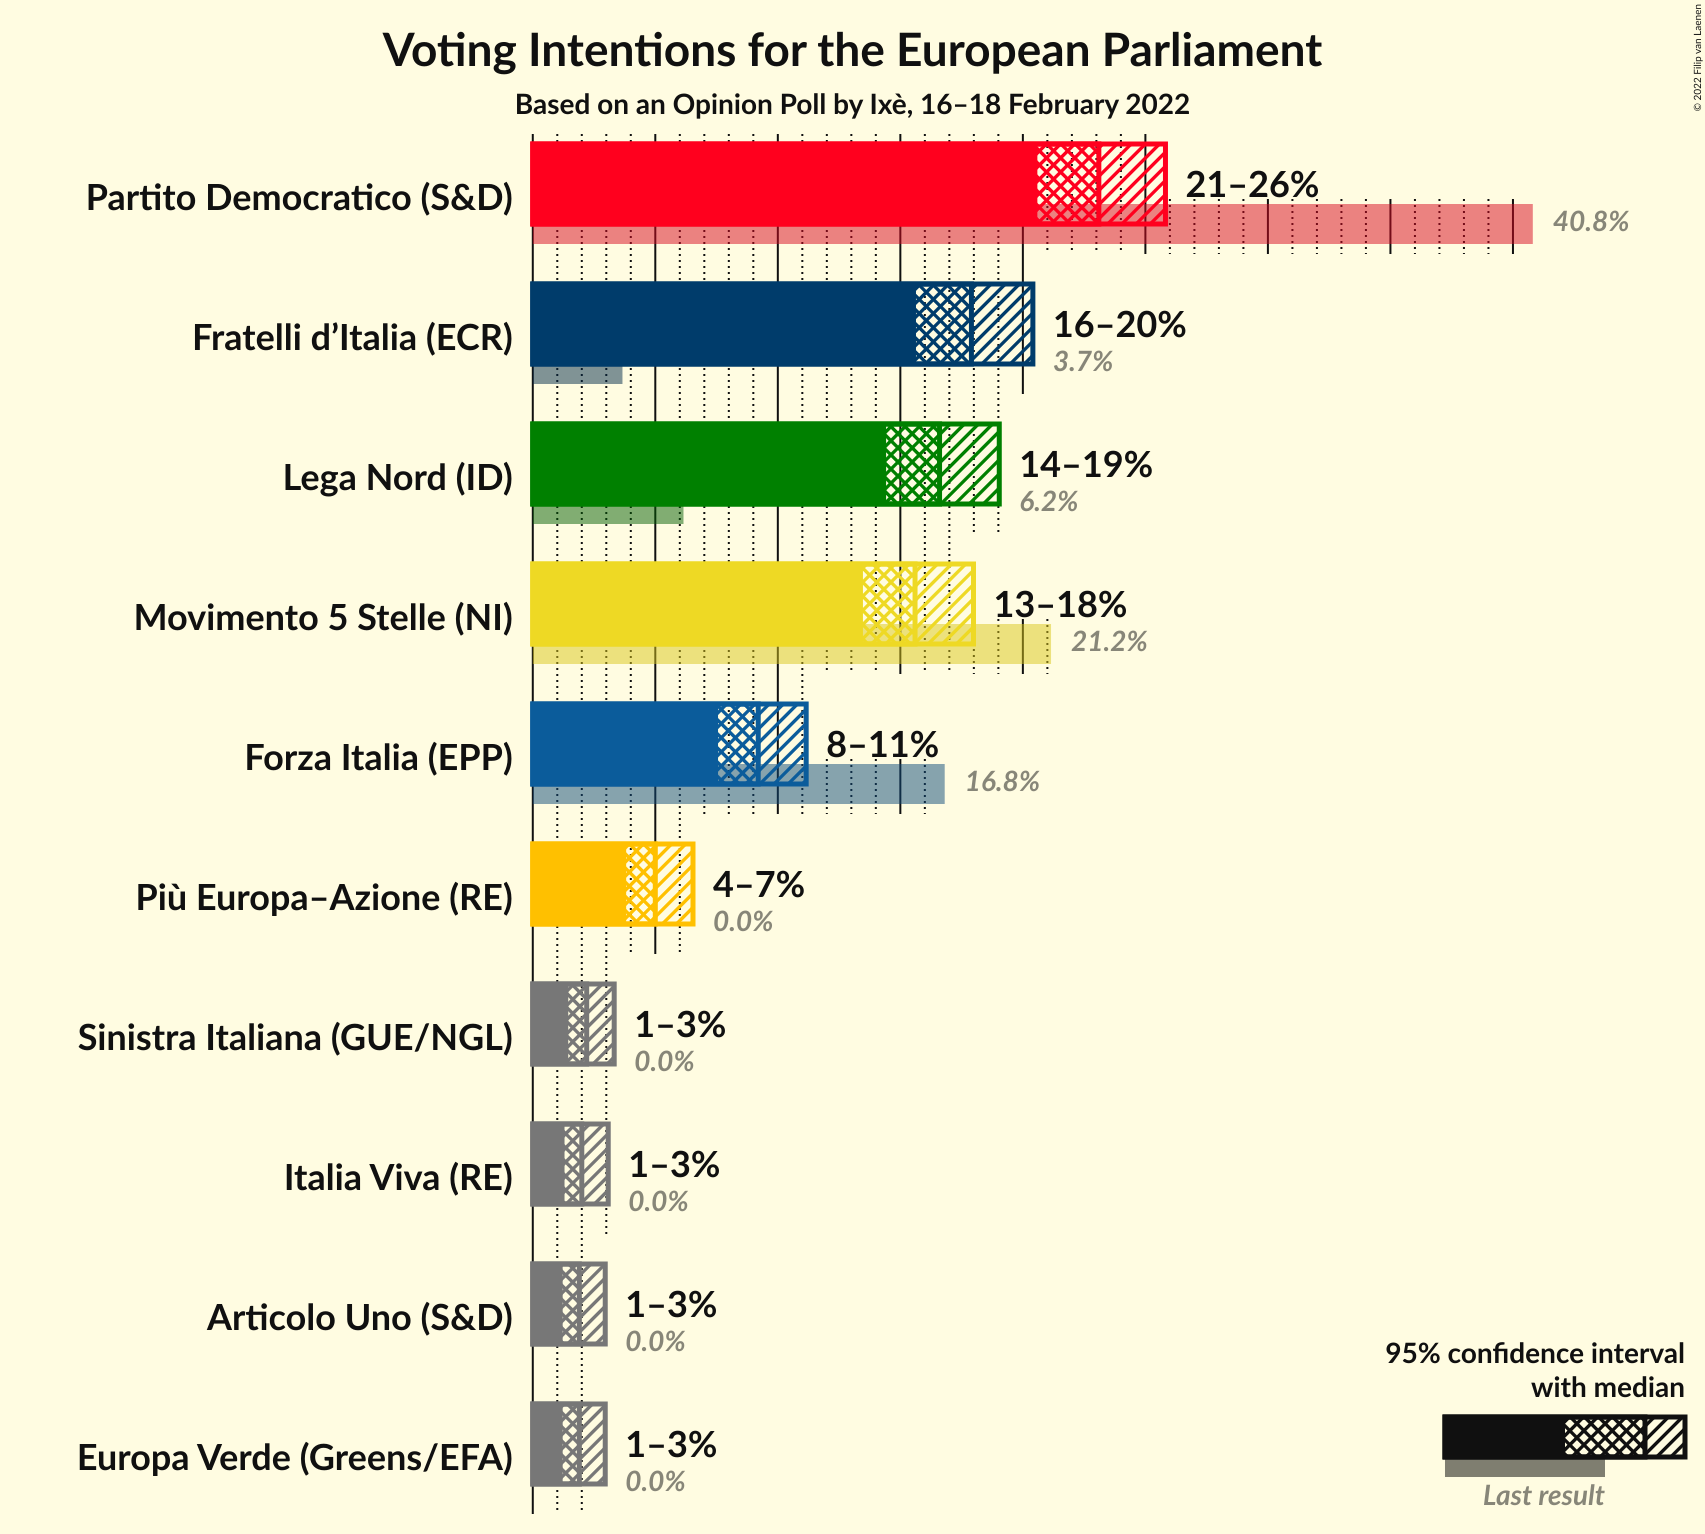 Voting Intentions for the European Parliament
Based on an Opinion Poll by Ixè, 16–18 February 2022
© 2022 Filip van Laenen
Partito Democratico (S&D)
21–26%
40.8%
Fratelli d’Italia (ECR)
16–20%
3.7%
Lega Nord (ID)
14–19%
6.2%
Movimento 5 Stelle (NI)
13–18%
21.2%
Forza Italia (EPP)
8–11%
16.8%
Più Europa–Azione (RE)
4–7%
0.0%
Sinistra Italiana (GUE/NGL)
1–3%
0.0%
Italia Viva (RE)
1–3%
0.0%
Articolo Uno (S&D)
1–3%
0.0%
Europa Verde (Greens/EFA)
1–3%
0.0%
95% confidence interval
with median
Last result